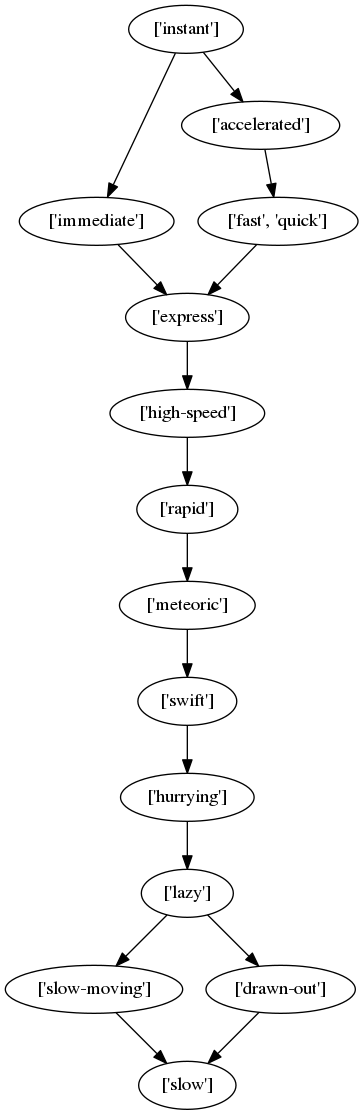 ['instant']
['accelerated']
['immediate']
['fast', 'quick']
['express']
['high-speed']
['rapid']
['meteoric']
['swift']
['hurrying']
['lazy']
['slow-moving']
['drawn-out']
['slow']